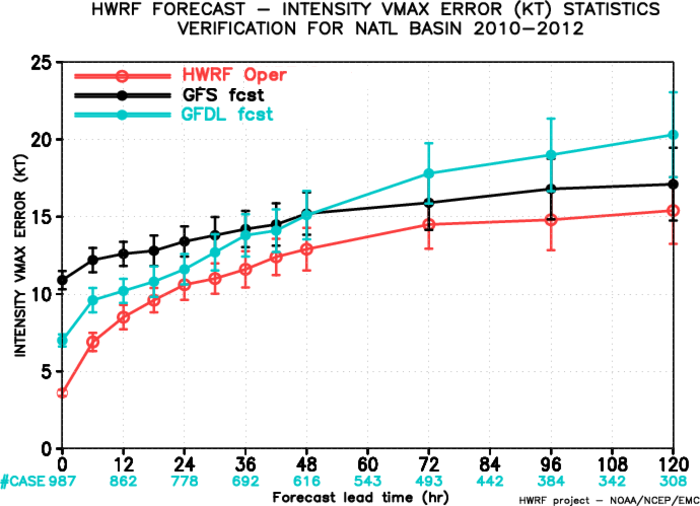 HWRF FORECAST – INTENSITY VMAX ERROR (KT) STATISTICS
VERIFICATION FOR NATL BASIN 2010–2012
HWRF Oper
GFS fcst
GFDL fcst
INTENSITY VMAX ERROR (KT)
25
20
15
10
5
0
0 12 24 36 48 60 72 84 96 108 120
#CASE 987 862 778 692 616 543 493 442 384 342 308
Forecast lead time (hr)
HWRF project – NOAA/NCEP/EMC